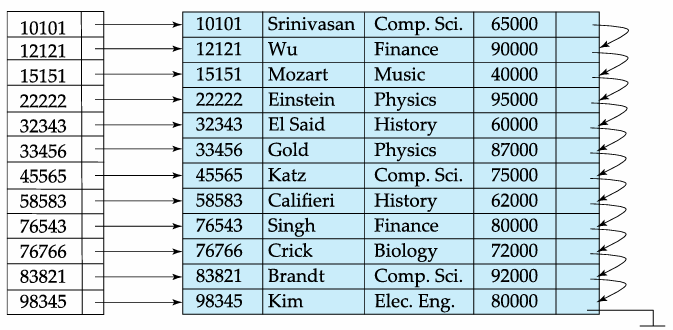 10101 10101 Srinivasan Comp. Sci. 65000
12121 12121 Wu Finance 90000
15151 15151 Mozart Music 40000
22222 22222 Einstein Physics 95000
32343 32343 El Said History 60000
33456 33456 Gold Physics 87000
45565 45565 Katz Comp. Sci. 75000
58583 58583 Califieri History 62000
76543 76543 Singh Finance 80000
76766 76766 Crick Biology 72000
83821 83821 Brandt Comp. Sci. 92000
98345 98345 Kim Elec. Eng. 80000